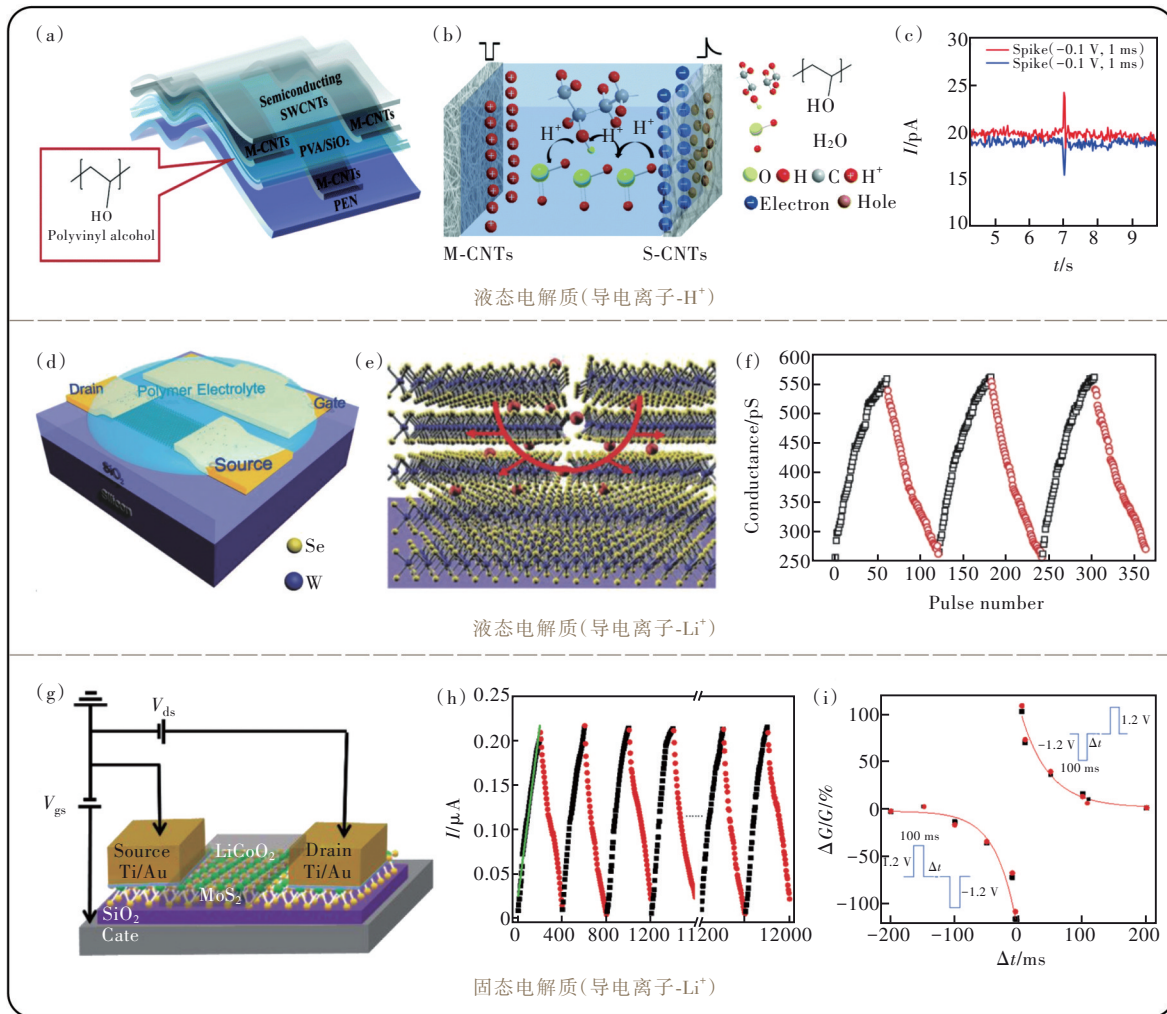 (a)
Semiconducting
SWCNTs
M-CNTs
M-CNTs
PVA/SiO₂
M-CNTs
PEN
HO
Polyvinyl alcohol
(b)
H⁺
H⁺
H⁺
M-CNTs
S-CNTs
HO
H₂O
O H C H⁺
Electron Hole
(c)
Spike(−0.1 V, 1 ms)
Spike(−0.1 V, 1 ms)
30
25
20
15
10
I/pA
5 6 7 8 9
t/s
液态电解质(导电离子-H⁺)
(d)
Drain
Polymer Electrolyte
Gate
Source
SiO₂
Se
W
(e)
(f)
600
550
500
450
400
350
300
250
Conductance/pS
0 50 100 150 200 250 300 350
Pulse number
液态电解质(导电离子-Li⁺)
(g)
Vds
Vgs
Source
Ti/Au
LiCoO₂
Drain
Ti/Au
MoS₂
SiO₂
Cate
(h)
0.25
0.20
0.15
0.10
0.05
0
I/μA
0 400 800 1200 11200 12000
(i)
100
50
0
−50
−100
ΔG/G/%
1.2 V
−1.2 V
Δt
100 ms
100 ms
1.2 V
Δt
−1.2 V
−200 −100 0 100 200
Δt/ms
固态电解质(导电离子-Li⁺)